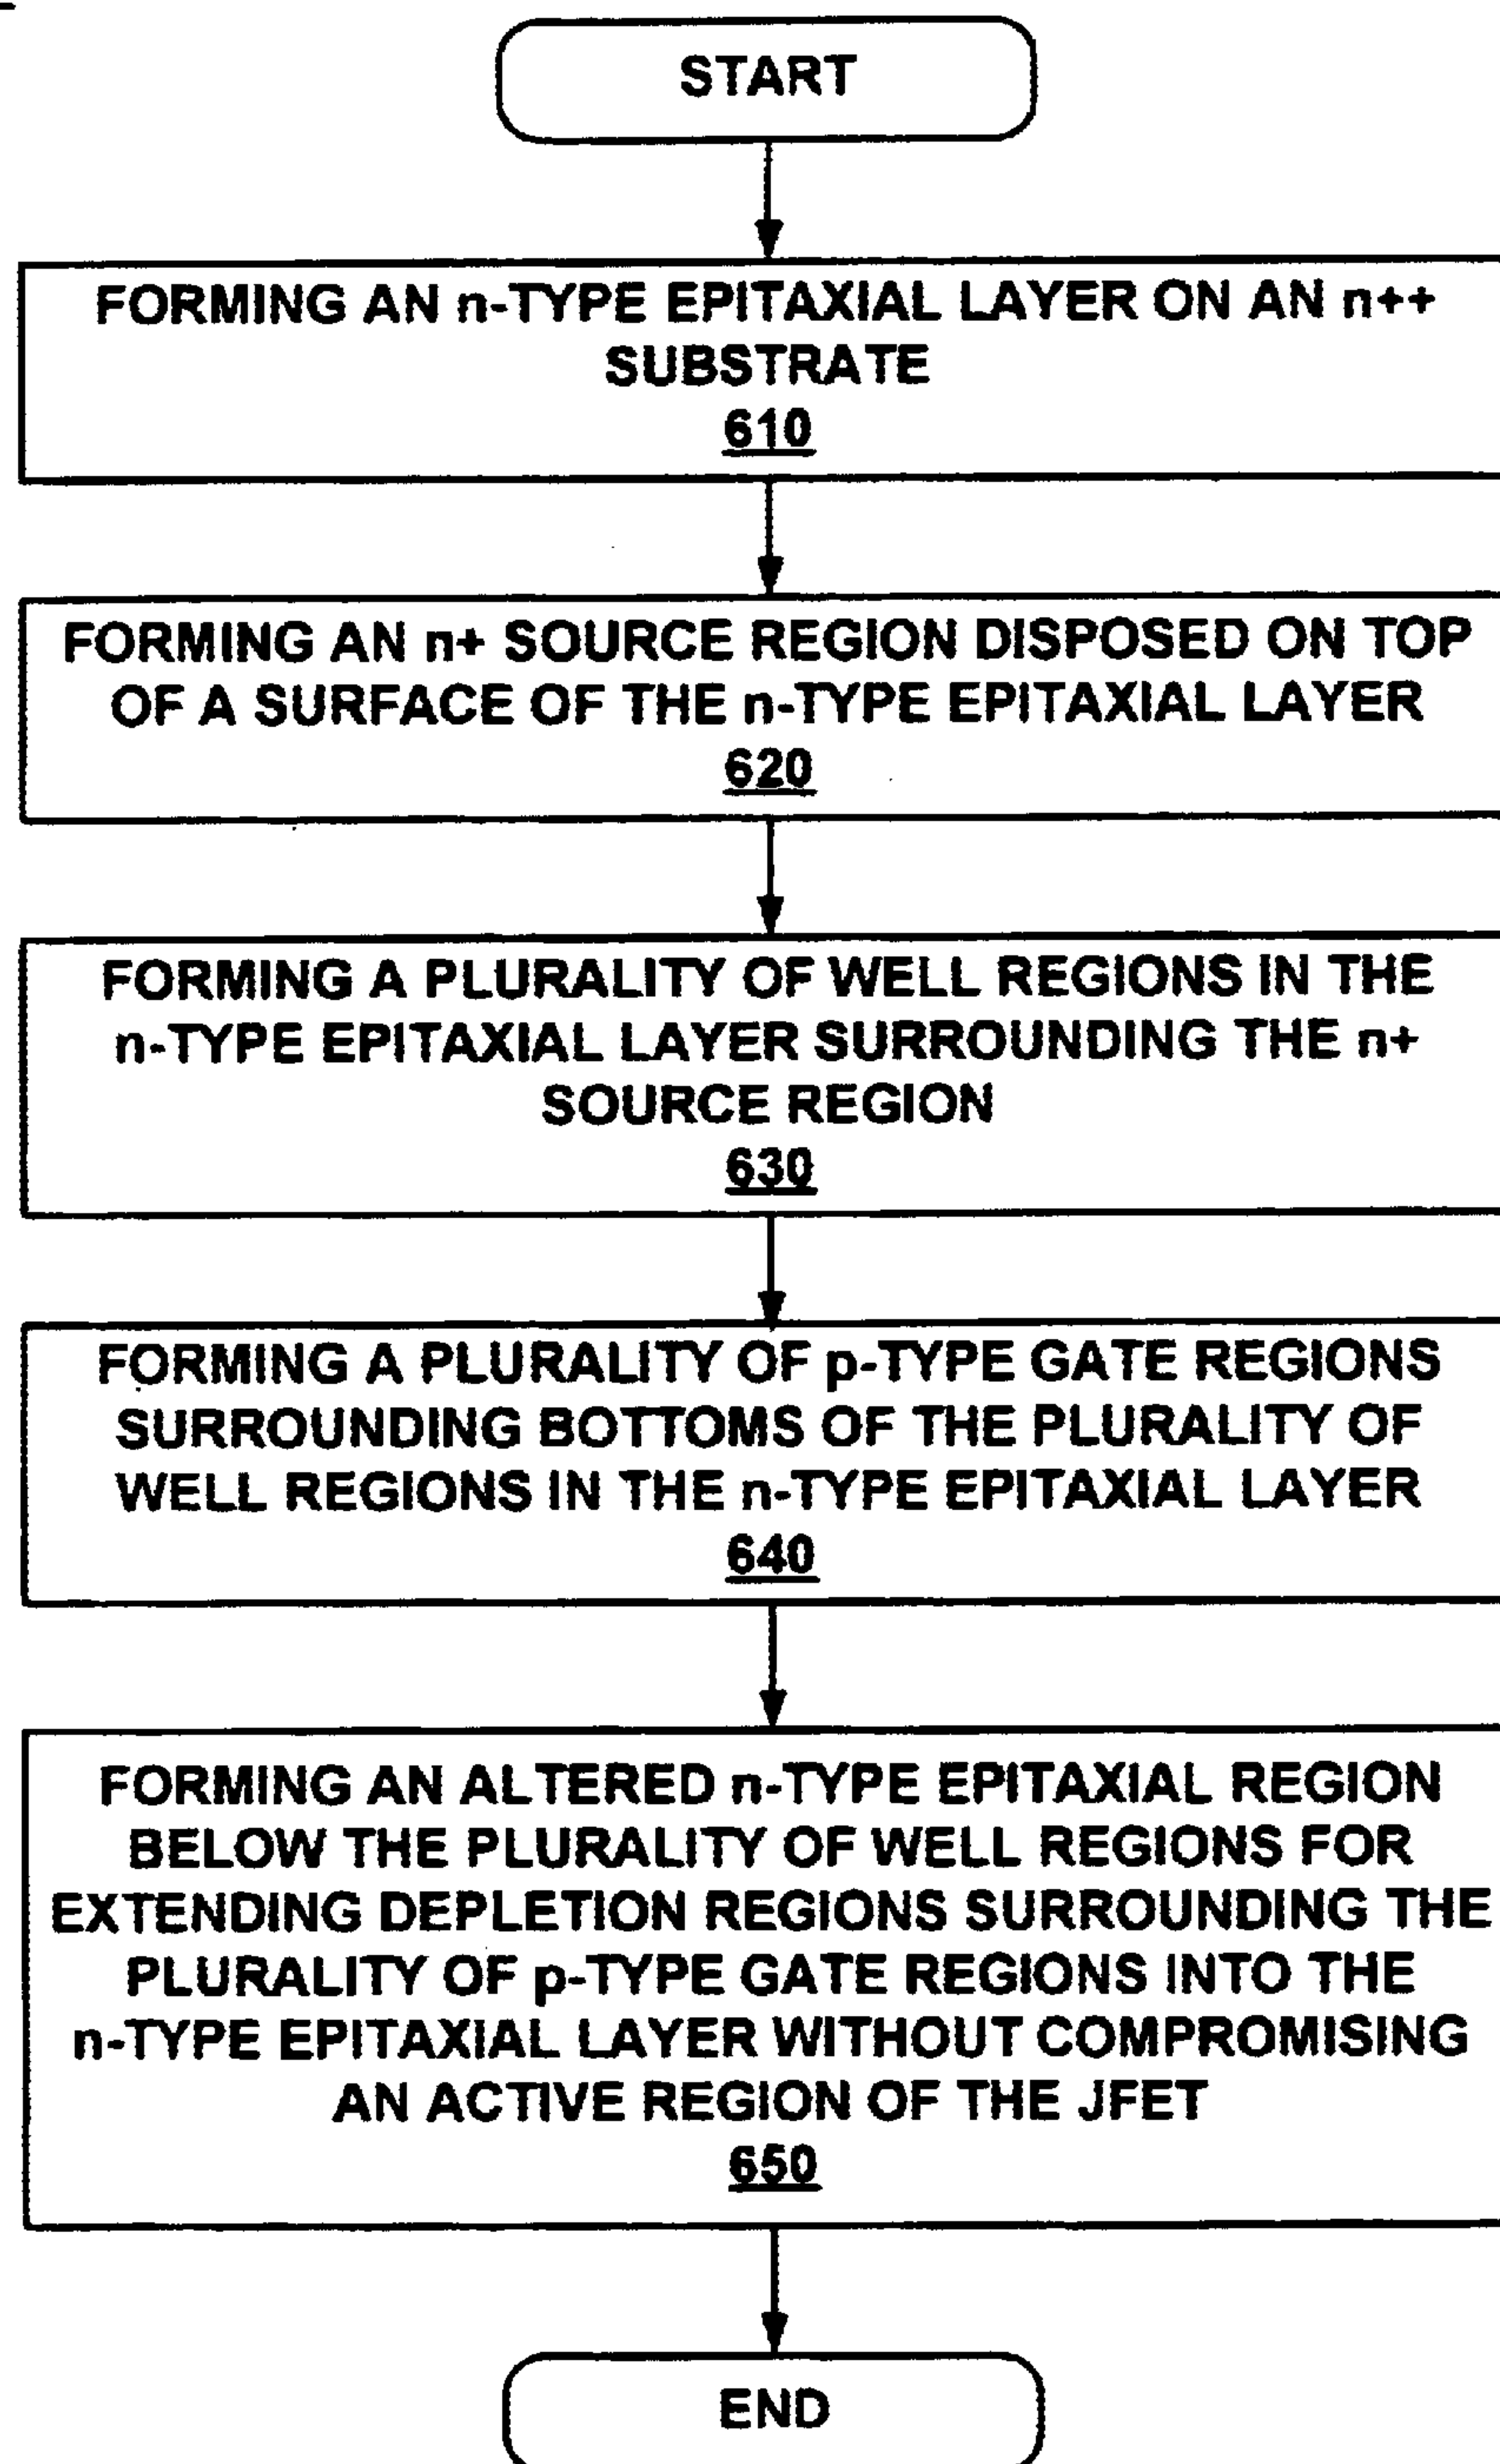 START
FORMING AN n-TYPE EPITAXIAL LAYER ON AN n++
SUBSTRATE
610
FORMING AN n+ SOURCE REGION DISPOSED ON TOP
OF A SURFACE OF THE n-TYPE EPITAXIAL LAYER
620
FORMING A PLURALITY OF WELL REGIONS IN THE
n-TYPE EPITAXIAL LAYER SURROUNDING THE n+
SOURCE REGION
630
FORMING A PLURALITY OF p-TYPE GATE REGIONS
SURROUNDING BOTTOMS OF THE PLURALITY OF
WELL REGIONS IN THE n-TYPE EPITAXIAL LAYER
640
FORMING AN ALTERED n-TYPE EPITAXIAL REGION
BELOW THE PLURALITY OF WELL REGIONS FOR
EXTENDING DEPLETION REGIONS SURROUNDING THE
PLURALITY OF p-TYPE GATE REGIONS INTO THE
n-TYPE EPITAXIAL LAYER WITHOUT COMPROMISING
AN ACTIVE REGION OF THE JFET
650
END